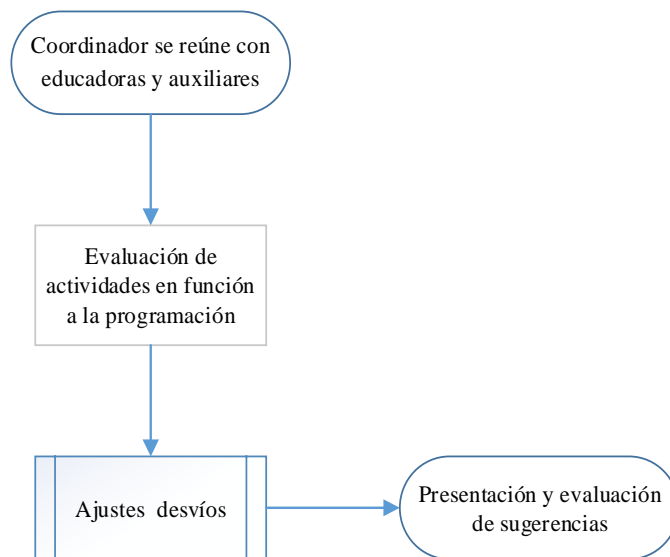 Coordinador se reúne con
educadoras y auxiliares
Evaluación de
actividades en función
a la programación
Ajustes desvíos
Presentación y evaluación
de sugerencias